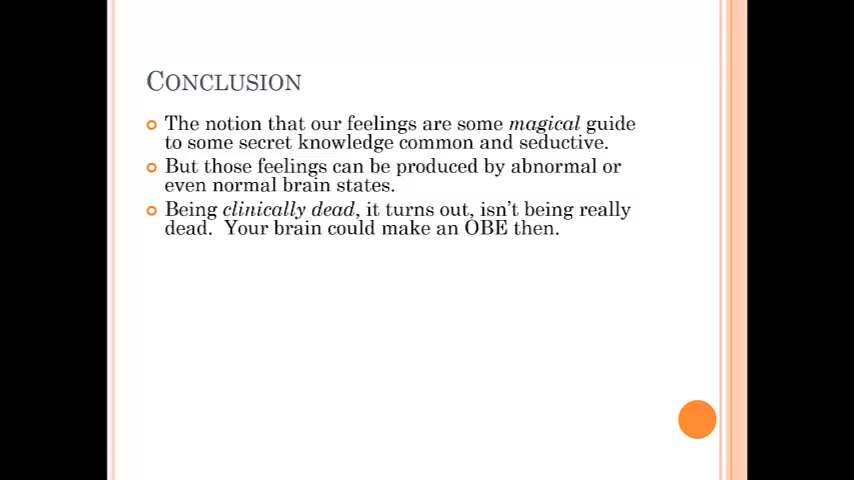 CONCLUSION
The notion that our feelings are some magical guide
to some secret knowledge common and seductive.
But those feelings can be produced by abnormal or
even normal brain states.
Being clinically dead, it turns out, isn't being really
dead.  Your brain could make an OBE then.